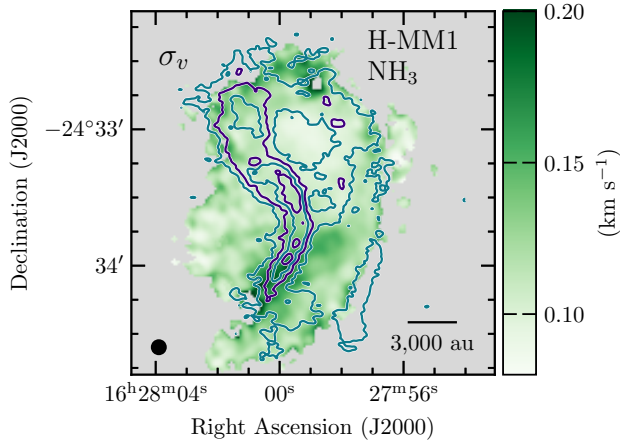 σᵥ
H-MM1
NH₃
−24°33′
34′
3,000 au
16ʰ28ᵐ04ˢ
00ˢ
27ᵐ56ˢ
Right Ascension (J2000)
Declination (J2000)
0.20
0.15
0.10
(km s⁻¹)